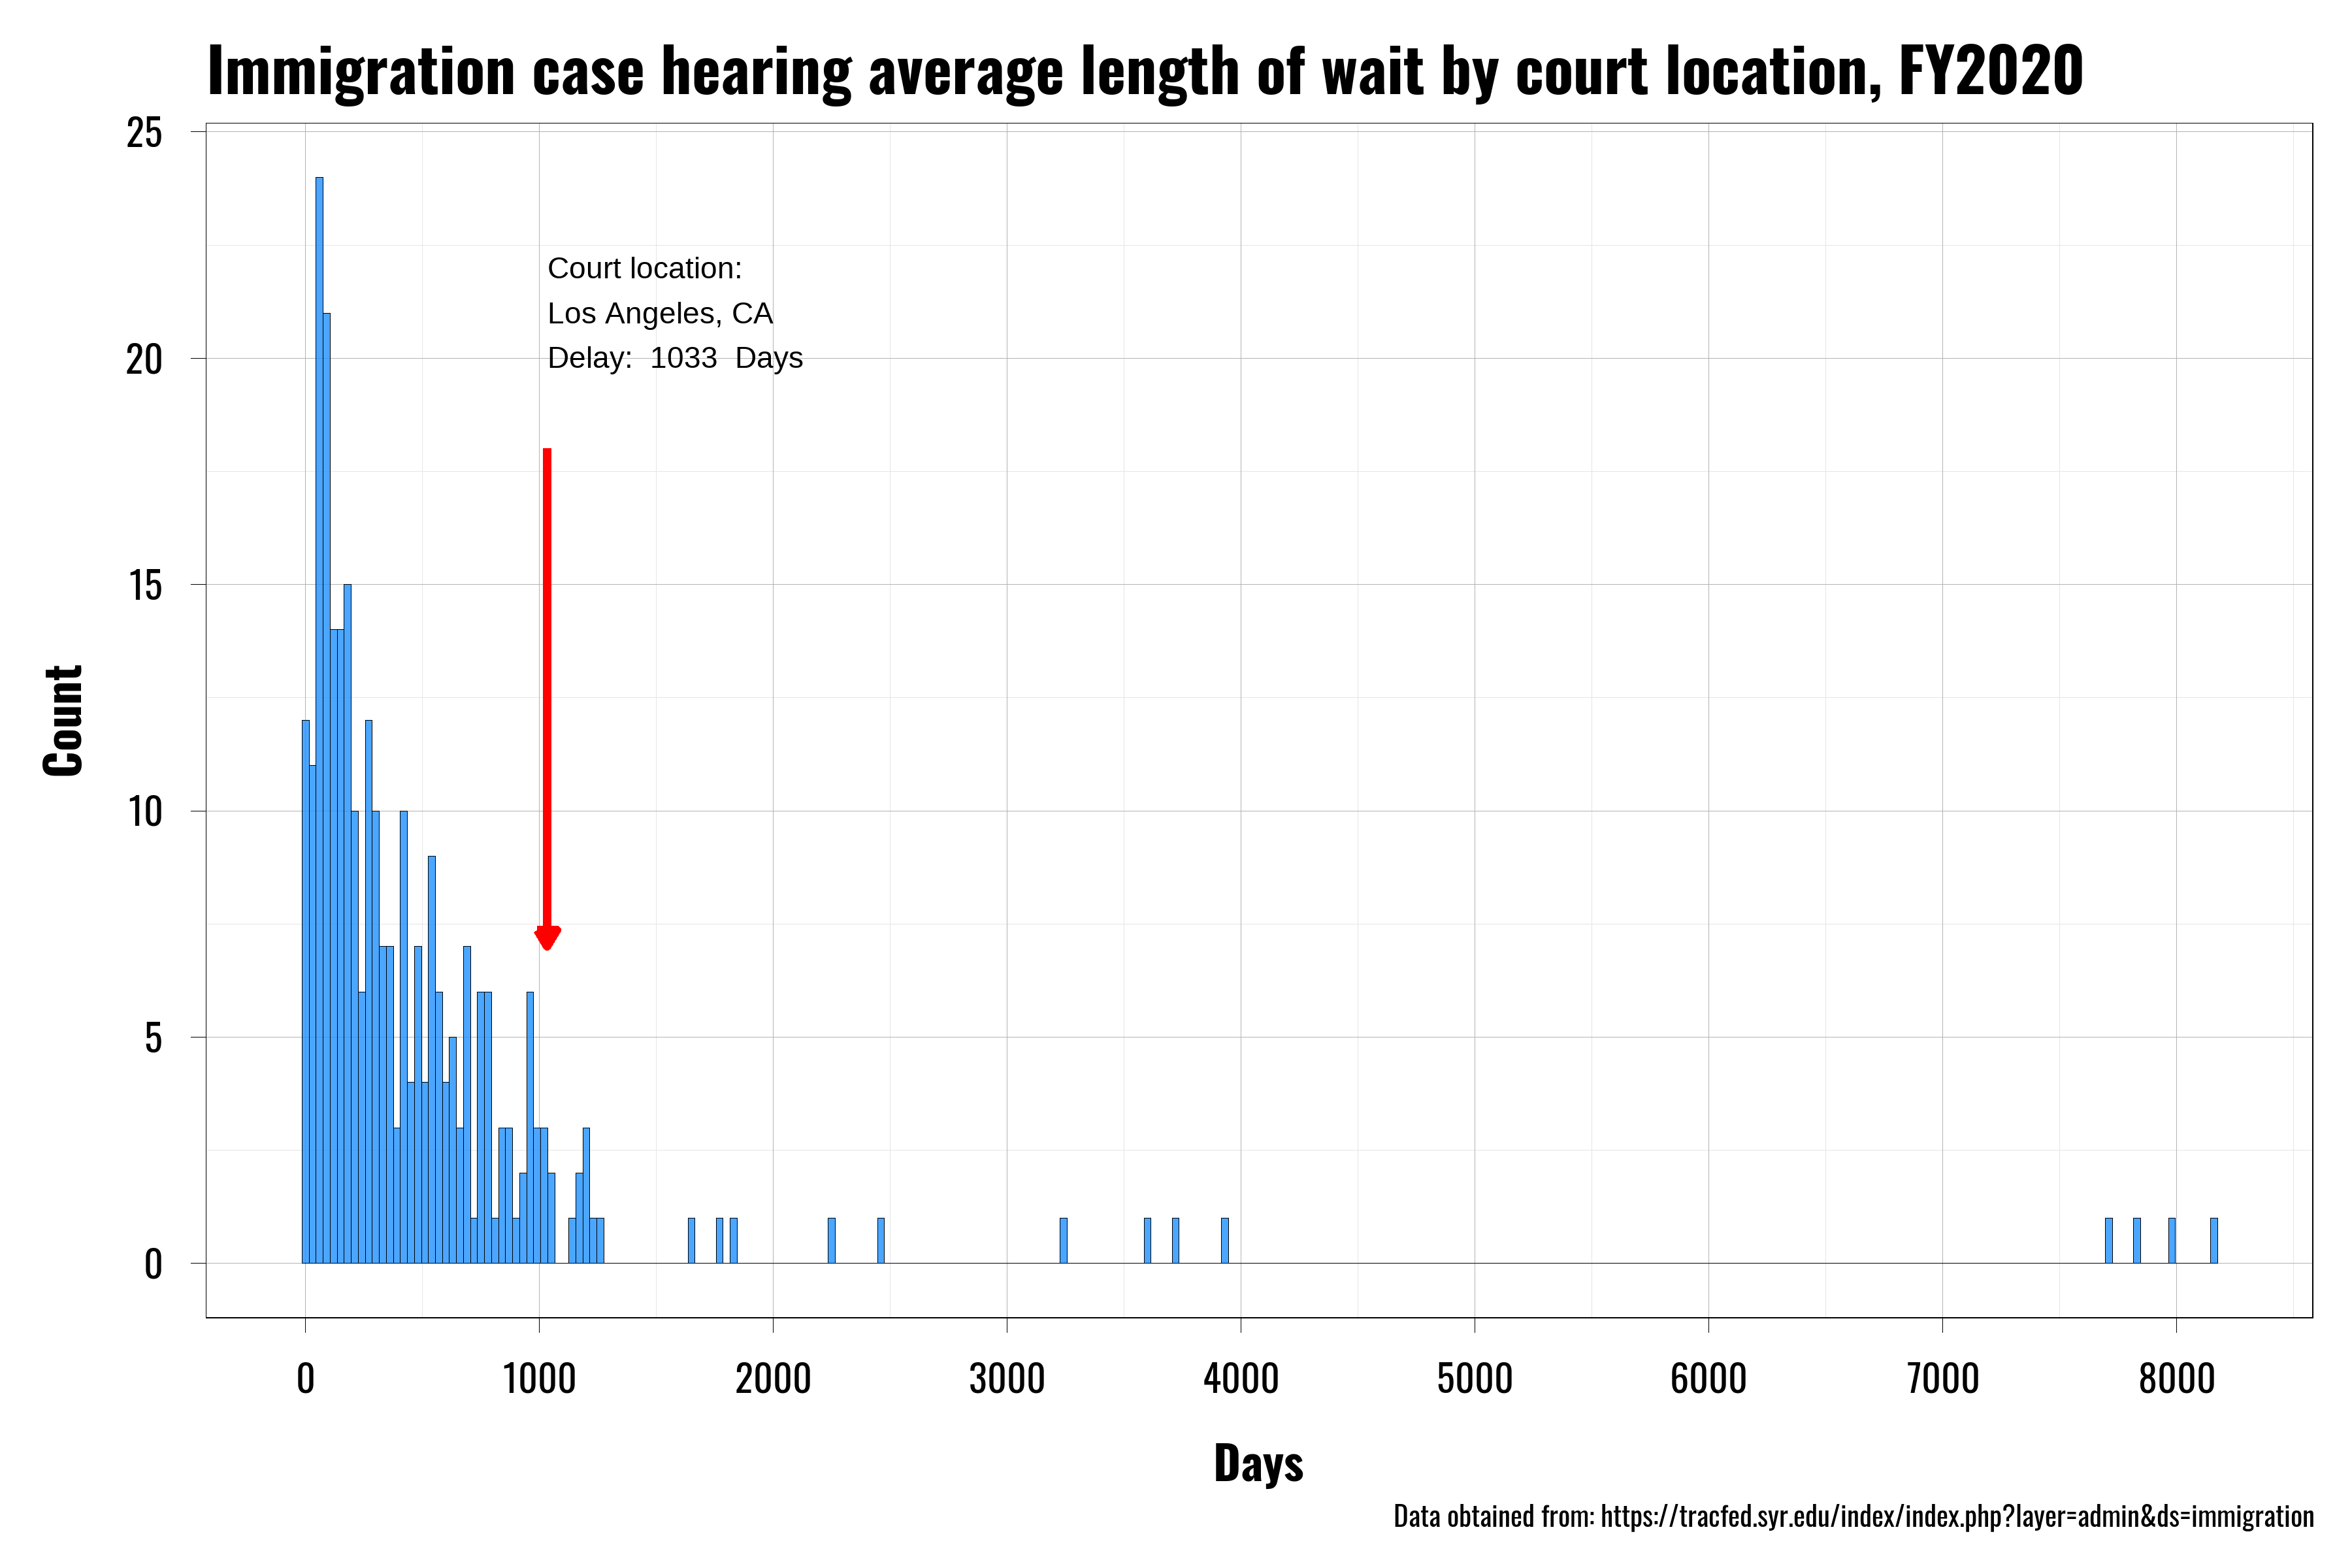 Immigration case hearing average length of wait by court location, FY2020
25
20
15
10
5
0
Count
Court location:
Los Angeles, CA
Delay:  1033  Days
0 1000 2000 3000 4000 5000 6000 7000 8000
Days
Data obtained from: https://tracfed.syr.edu/index/index.php?layer=admin&ds=immigration